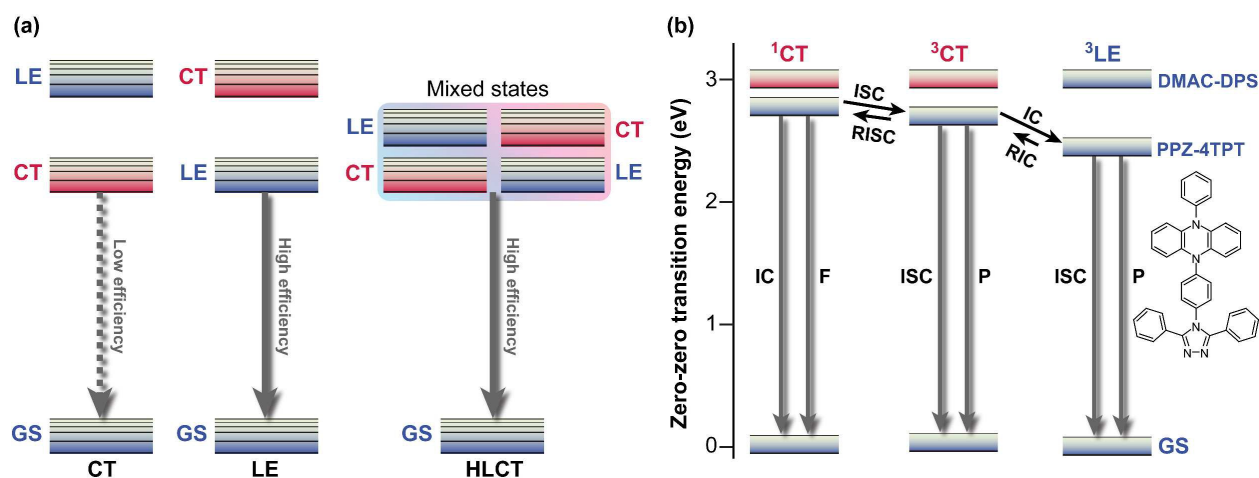 (a)
LE
CT
Mixed states
LE
CT
CT
LE
CT
LE
Low efficiency
High efficiency
High efficiency
GS
GS
GS
CT
LE
HLCT
(b)
Zero-zero transition energy (eV)
3
2
1
0
¹CT
³CT
³LE
DMAC-DPS
ISC
RISC
IC
RIC
PPZ-4TPT
IC
F
ISC
P
ISC
P
GS
N
N
N
N–N